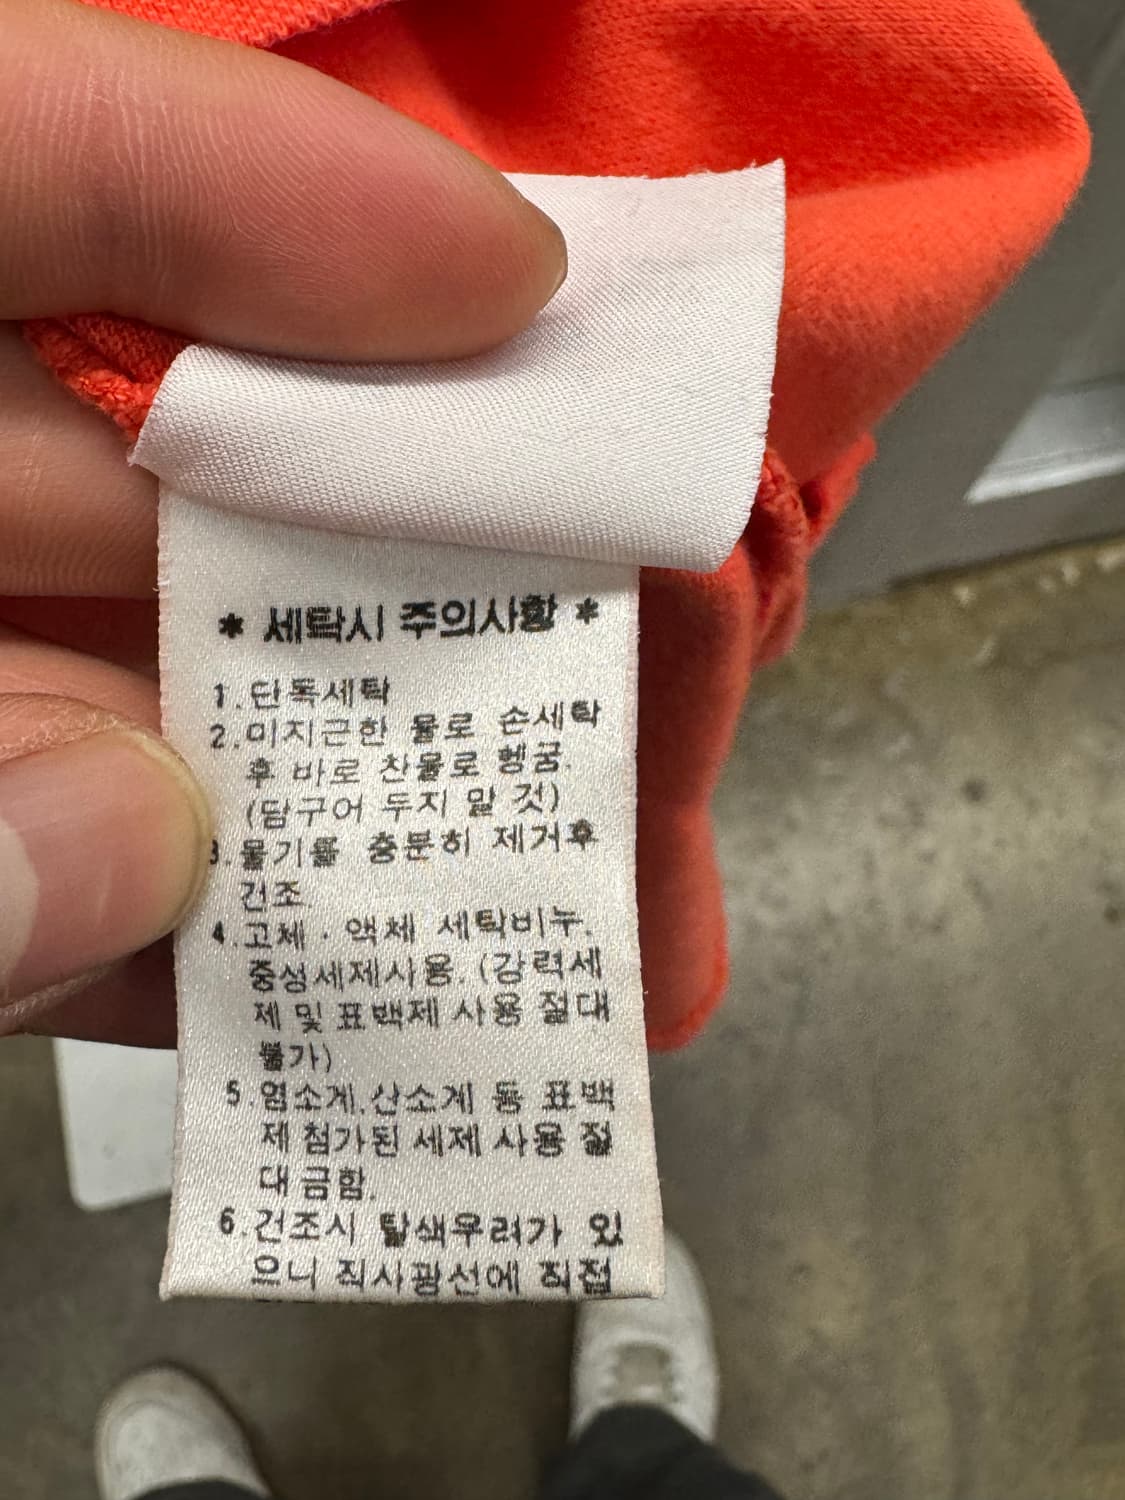 * 세탁시 주의사항 *
1.단독세탁
2.미지근한 물로 손세탁
후 바로 찬물로 헹굼.
(담구어 두지 말 것)
3.물기를 충분히 제거후
건조.
4.고체·액체 세탁비누.
중성세제사용.(강력세
제 및 표백제 사용 절대
불가)
5.염소계.산소계 등 표백
제 첨가된 세제 사용 절
대 금함.
6.건조시 탈색우려가 있
으니 직사광선에 직접